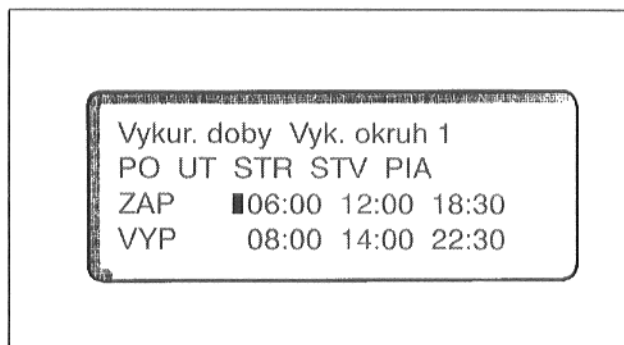 Vykur. doby Vyk. okruh 1
PO UT STR STV PIA
ZAP 06:00 12:00 18:30
VYP 08:00 14:00 22:30